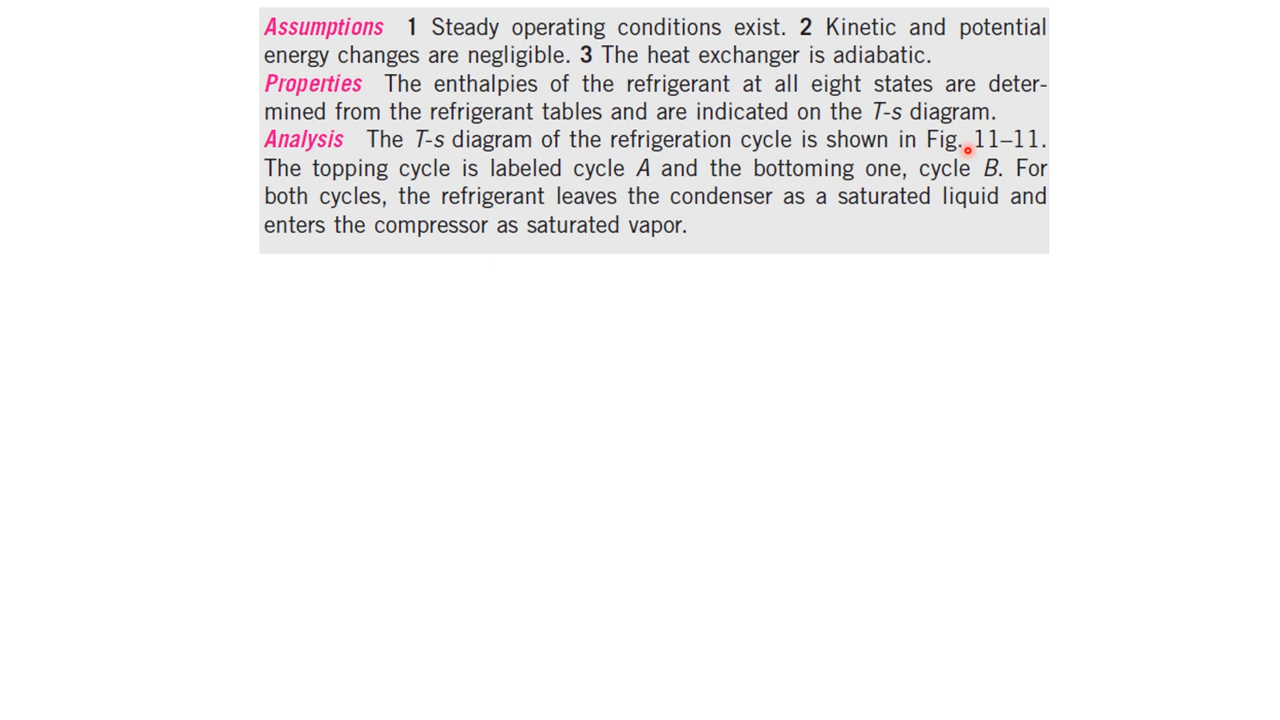 Assumptions 1 Steady operating conditions exist. 2 Kinetic and potential
energy changes are negligible. 3 The heat exchanger is adiabatic.
Properties The enthalpies of the refrigerant at all eight states are deter-
mined from the refrigerant tables and are indicated on the T-s diagram.
Analysis The T-s diagram of the refrigeration cycle is shown in Fig. 11–11.
The topping cycle is labeled cycle A and the bottoming one, cycle B. For
both cycles, the refrigerant leaves the condenser as a saturated liquid and
enters the compressor as saturated vapor.